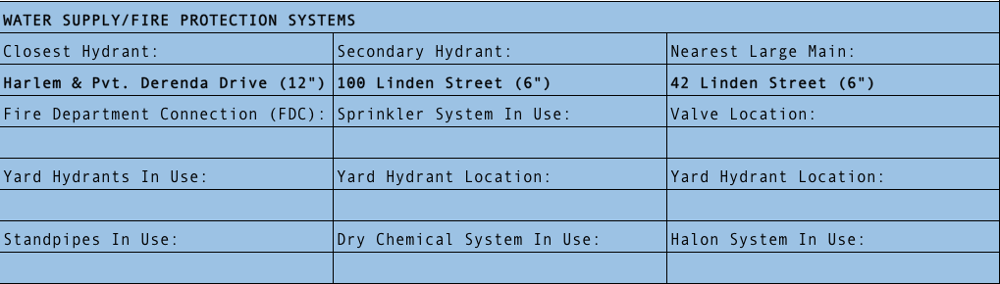 WATER SUPPLY/FIRE PROTECTION SYSTEMS
Closest Hydrant: Secondary Hydrant: Nearest Large Main:
Harlem & Pvt. Derenda Drive (12") 100 Linden Street (6") 42 Linden Street (6")
Fire Department Connection (FDC): Sprinkler System In Use: Valve Location:
Yard Hydrants In Use: Yard Hydrant Location: Yard Hydrant Location:
Standpipes In Use: Dry Chemical System In Use: Halon System In Use: